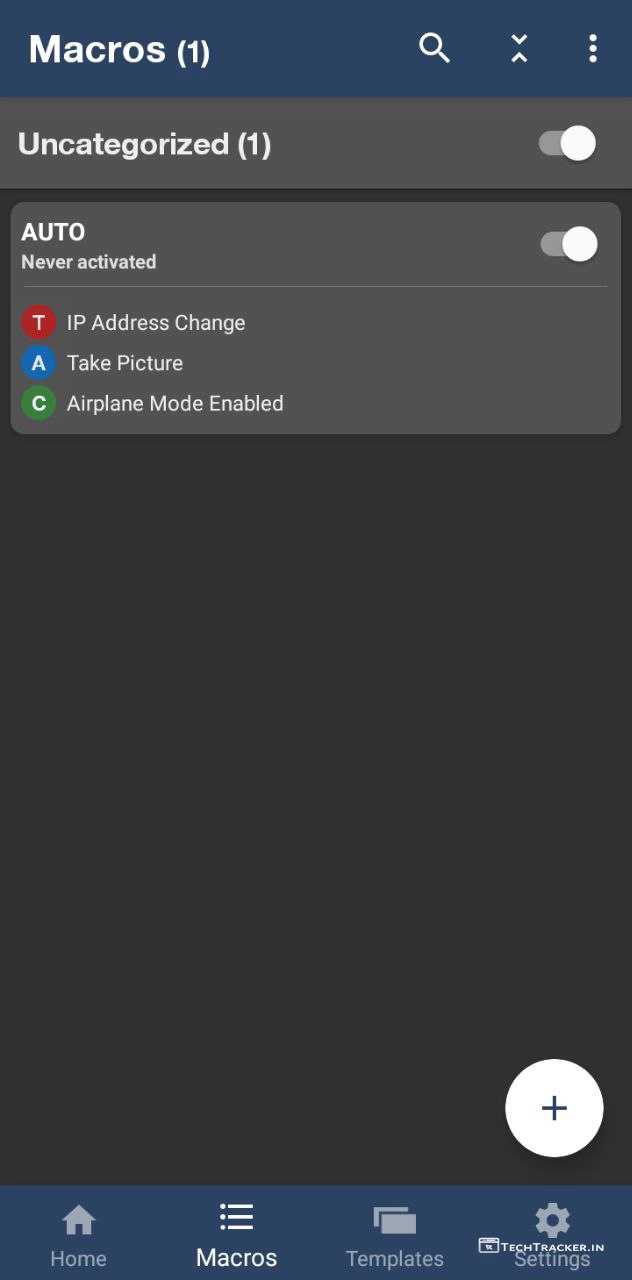 Macros (1)
Uncategorized (1)
AUTO
Never activated
T IP Address Change
A Take Picture
C Airplane Mode Enabled
+
Home Macros Templates Settings
TECHTRACKER.IN